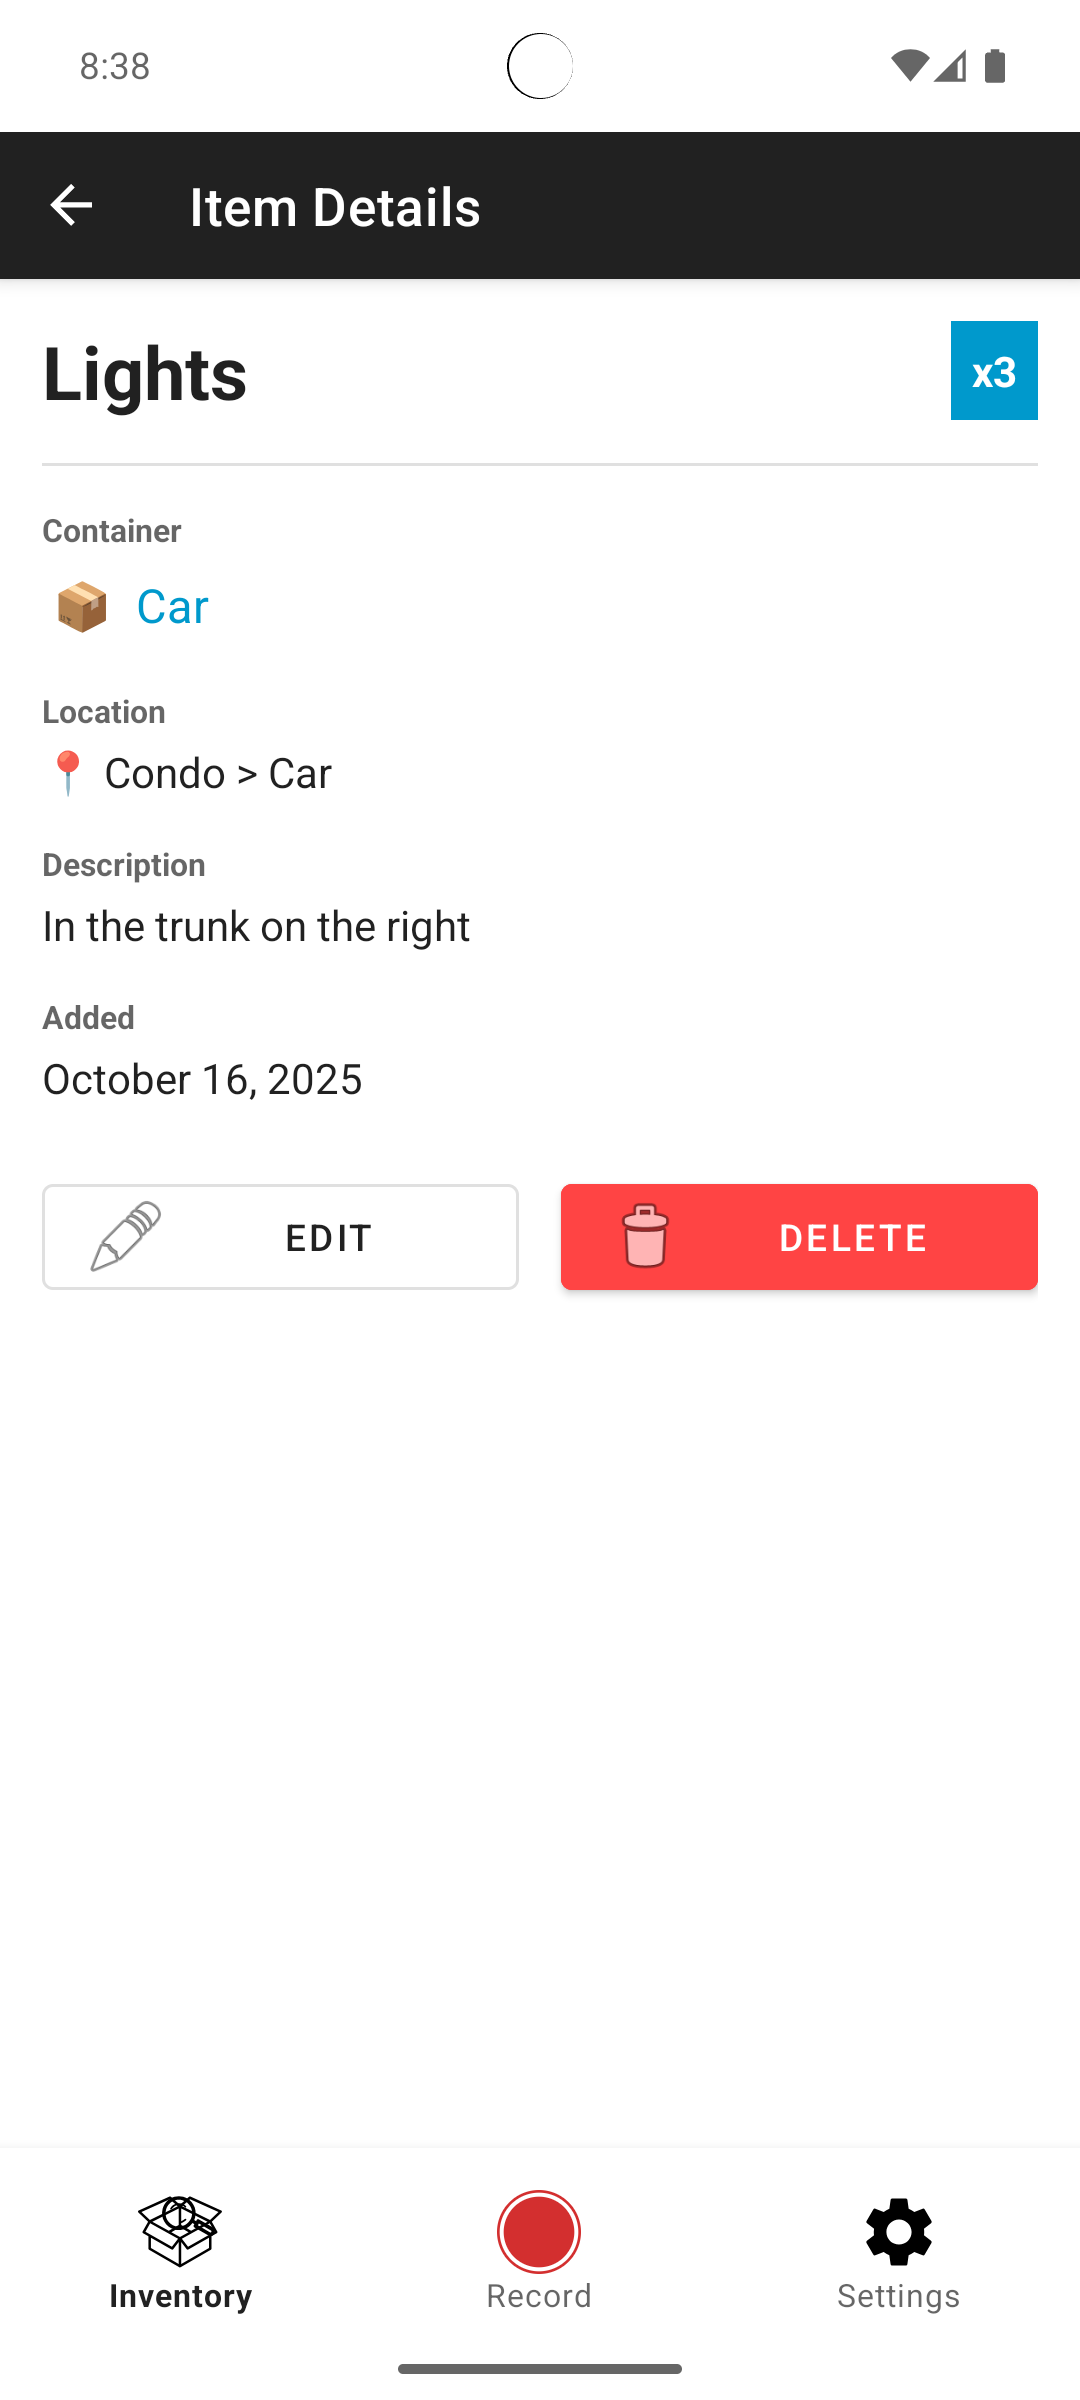 8:38
Item Details
Lights
x3
Container
Car
Location
Condo > Car
Description
In the trunk on the right
Added
October 16, 2025
EDIT
DELETE
Inventory
Record
Settings